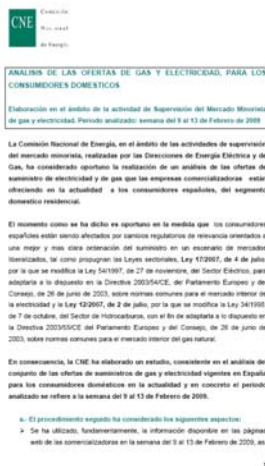 CNE
Comisión
Nacional
de Energía
ANALISIS DE LAS OFERTAS DE GAS Y ELECTRICIDAD, PARA LOS
CONSUMIDORES DOMESTICOS
Elaboración en el ámbito de la actividad de Supervisión del Mercado Minorista
de gas y electricidad. Periodo analizado: semana del 9 al 13 de Febrero de 2009
La Comisión Nacional de Energía, en el ámbito de las actividades de supervisión
del mercado minorista, realizadas por las Direcciones de Energía Eléctrica y de
Gas, ha considerado oportuno la realización de un análisis de las ofertas de
suministro de electricidad y de gas que las empresas comercializadoras están
ofreciendo en la actualidad a los consumidores españoles, del segmento
domestico residencial.
El momento como se ha dicho es oportuno en la medida que los consumidores
españoles están siendo afectados por cambios regulatorios de relevancia orientados a
una mejor y mas clara ordenación del suministro en un escenario de mercados
liberalizados, tal como propugnan las Leyes sectoriales, Ley 17/2007, de 4 de julio
por la que se modifica la Ley 54/1997, de 27 de noviembre, del Sector Eléctrico, para
adaptarla a lo dispuesto en la Directiva 2003/54/CE, del Parlamento Europeo y del
Consejo, de 26 de junio de 2003, sobre normas comunes para el mercado interior de
la electricidad y la Ley 12/2007, de 2 de julio, por la que se modifica la Ley 34/1998
de 7 de octubre, del Sector de Hidrocarburos, con el fin de adaptarla a lo dispuesto en
la Directiva 2003/55/CE del Parlamento Europeo y del Consejo, de 26 de junio de
2003, sobre normas comunes para el mercado interior del gas natural.
En consecuencia, la CNE ha elaborado un estudio, consistente en el análisis del
conjunto de las ofertas de suministros de gas y electricidad vigentes en España
para los consumidores domésticos en la actualidad y en concreto el periodo
analizado se refiere a la semana del 9 al 13 de Febrero de 2009.
a.- El procedimiento seguido ha considerado los siguientes aspectos:
➢ Se ha utilizado, fundamentalmente, la información disponible en las páginas
web de las comercializadoras en la semana del 9 al 13 de Febrero de 2009, as